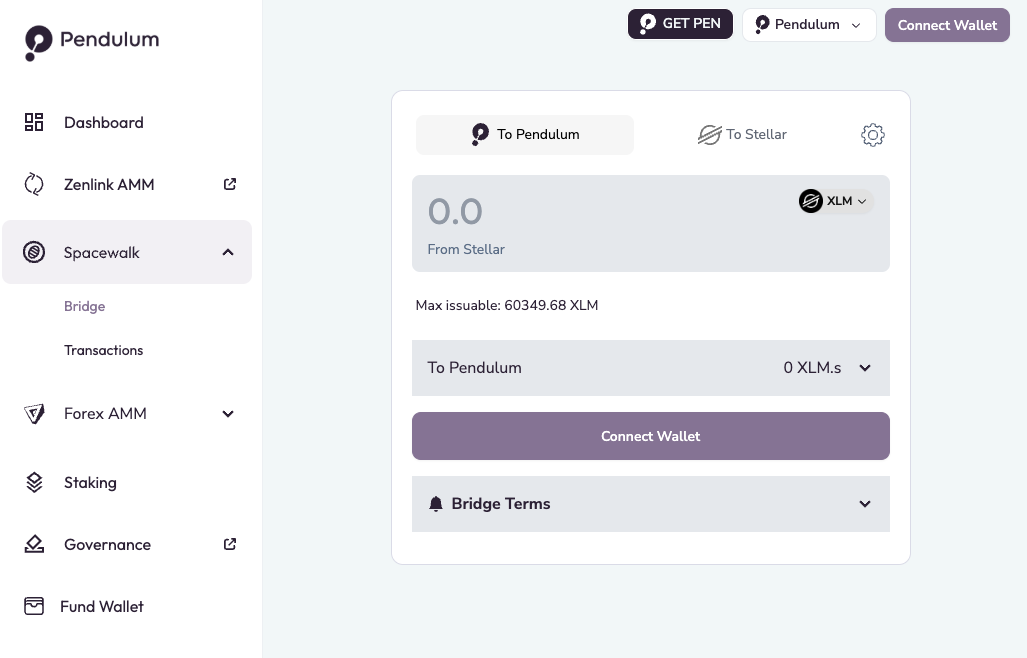 Pendulum
GET PEN
Pendulum
Connect Wallet
Dashboard
Zenlink AMM
Spacewalk
Bridge
Transactions
Forex AMM
Staking
Governance
Fund Wallet
To Pendulum
To Stellar
0.0
XLM
From Stellar
Max issuable: 60349.68 XLM
To Pendulum 0 XLM.s
Connect Wallet
Bridge Terms